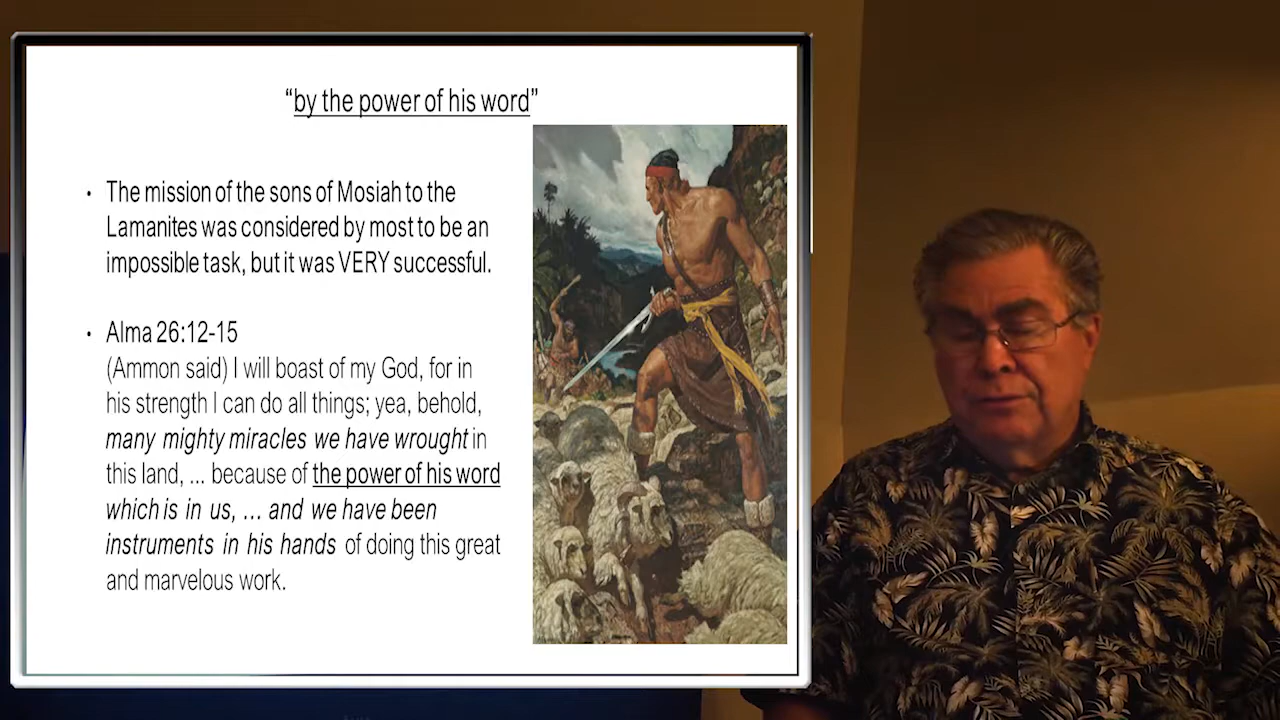 “by the power of his word”
• The mission of the sons of Mosiah to the
Lamanites was considered by most to be an
impossible task, but it was VERY successful.
• Alma 26:12-15
(Ammon said) I will boast of my God, for in
his strength I can do all things; yea, behold,
many mighty miracles we have wrought in
this land, ... because of the power of his word
which is in us, ... and we have been
instruments in his hands of doing this great
and marvelous work.